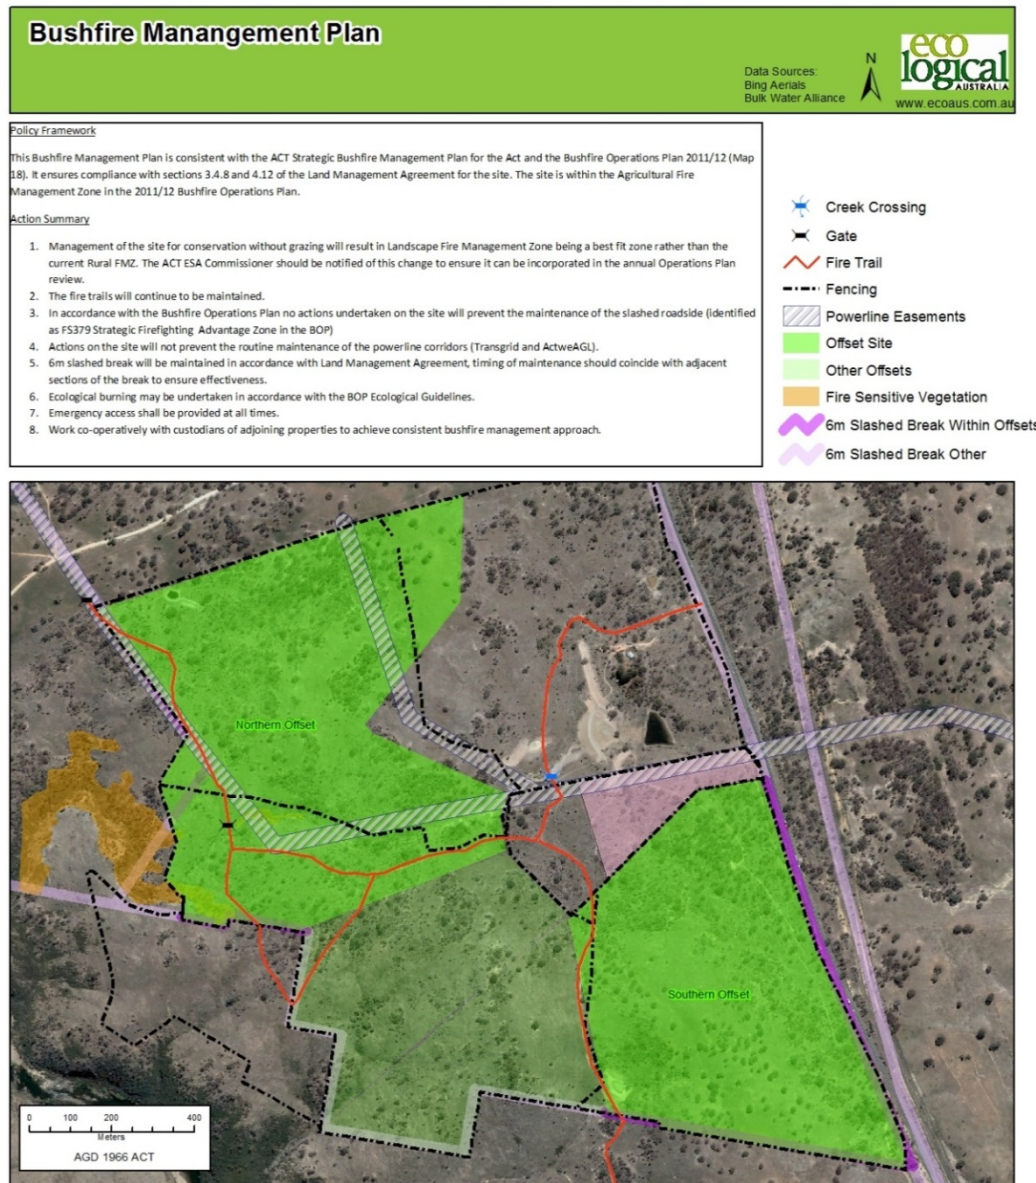 Bushfire Manangement Plan
Data Sources:
Bing Aerials
Bulk Water Alliance
N
eco
logical
AUSTRALIA
www.ecoaus.com.au
Policy Framework
This Bushfire Management Plan is consistent with the ACT Strategic Bushfire Management Plan for the Act and the Bushfire Operations Plan 2011/12 (Map
18). It ensures compliance with sections 3.4.8 and 4.12 of the Land Management Agreement for the site. The site is within the Agricultural Fire
Management Zone in the 2011/12 Bushfire Operations Plan.
Action Summary
1. Management of the site for conservation without grazing will result in Landscape Fire Management Zone being a best fit zone rather than the
current Rural FMZ. The ACT ESA Commissioner should be notified of this change to ensure it can be incorporated in the annual Operations Plan
review.
2. The fire trails will continue to be maintained.
3. In accordance with the Bushfire Operations Plan no actions undertaken on the site will prevent the maintenance of the slashed roadside (identified
as FS379 Strategic Firefighting Advantage Zone in the BOP)
4. Actions on the site will not prevent the routine maintenance of the powerline corridors (Transgrid and ActweAGL).
5. 6m slashed break will be maintained in accordance with Land Management Agreement, timing of maintenance should coincide with adjacent
sections of the break to ensure effectiveness.
6. Ecological burning may be undertaken in accordance with the BOP Ecological Guidelines.
7. Emergency access shall be provided at all times.
8. Work co-operatively with custodians of adjoining properties to achieve consistent bushfire management approach.
Creek Crossing
Gate
Fire Trail
Fencing
Powerline Easements
Offset Site
Other Offsets
Fire Sensitive Vegetation
6m Slashed Break Within Offsets
6m Slashed Break Other
Northern Offset
Southern Offset
0 100 200 400
Meters
AGD 1966 ACT